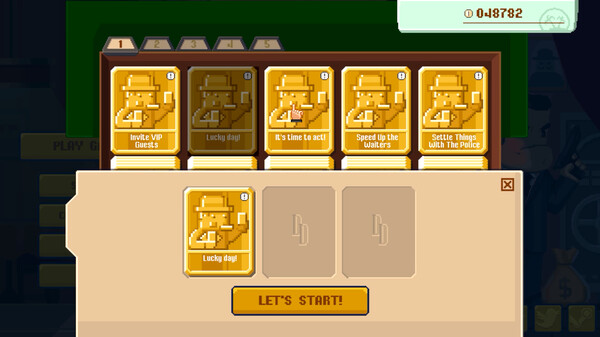 048782
1 2 3 4 5
Invite VIP
Guests
Lucky day!
It's time to act!
Speed Up the
Waiters
Settle Things
With The Police
PLAY G
Lucky day!
LET'S START!